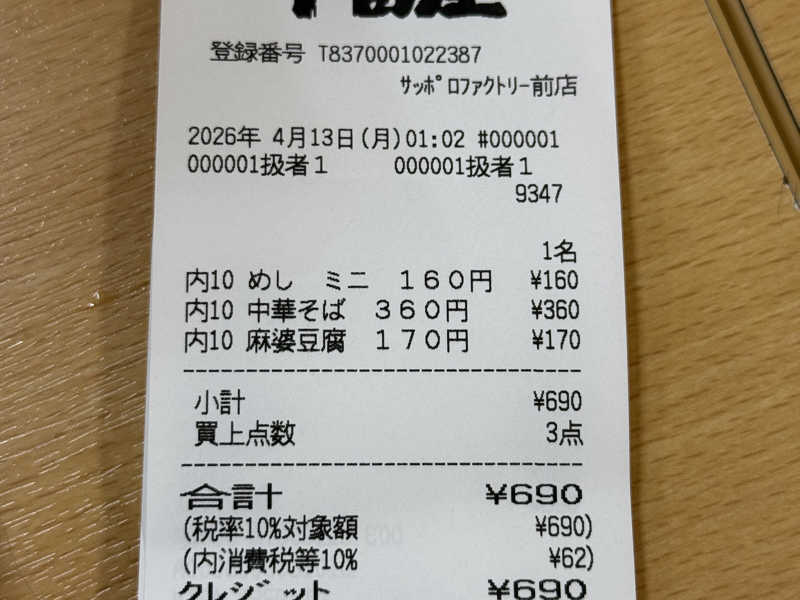 登録番号 T8370001022387
サッポロファクトリー前店
2026年 4月13日(月)01:02 #000001
000001扱者1 000001扱者1
9347
1名
内10 めし ミニ 160円 ¥160
内10 中華そば 360円 ¥360
内10 麻婆豆腐 170円 ¥170
小計 ¥690
買上点数 3点
合計 ¥690
(税率10%対象額 ¥690)
(内消費税等10% ¥62)
クレジット ¥690